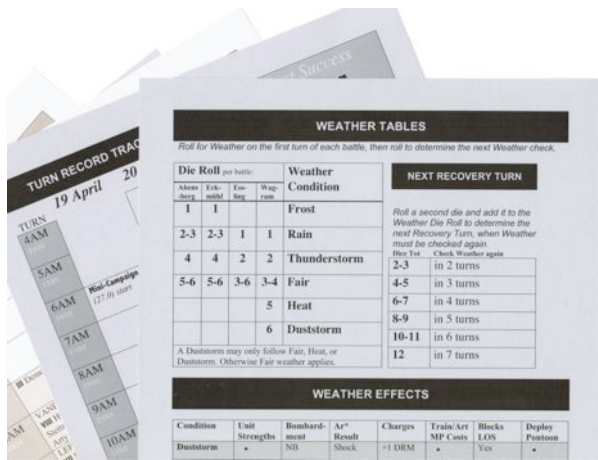 Success
WEATHER TABLES
Roll for Weather on the first turn of each battle, then roll to determine the next Weather check.
Die Roll per battle: Weather Condition
Abens-berg Eck-mühl Ess-ling Wag-ram
1 1 Frost
2-3 2-3 1 1 Rain
4 4 2 2 Thunderstorm
5-6 5-6 3-6 3-4 Fair
5 Heat
6 Duststorm
A Duststorm may only follow Fair, Heat, or
Duststorm. Otherwise Fair weather applies.
NEXT RECOVERY TURN
Roll a second die and add it to the
Weather Die Roll to determine the
next Recovery Turn, when Weather
must be checked again.
Dice Tot Check Weather again
2-3 in 2 turns
4-5 in 3 turns
6-7 in 4 turns
8-9 in 5 turns
10-11 in 6 turns
12 in 7 turns
WEATHER EFFECTS
Condition Unit Strengths Bombard-ment Ar* Result Charges Train/Art MP Costs Blocks LOS Deploy Pontoon
Duststorm • NB Shock +1 DRM • Yes •
TURN RECORD TRAC
19 April 20
TURN
4AM
5AM
6AM
Mini-Campaign
(27.0) start
7AM
8AM
9AM
10AM
AM